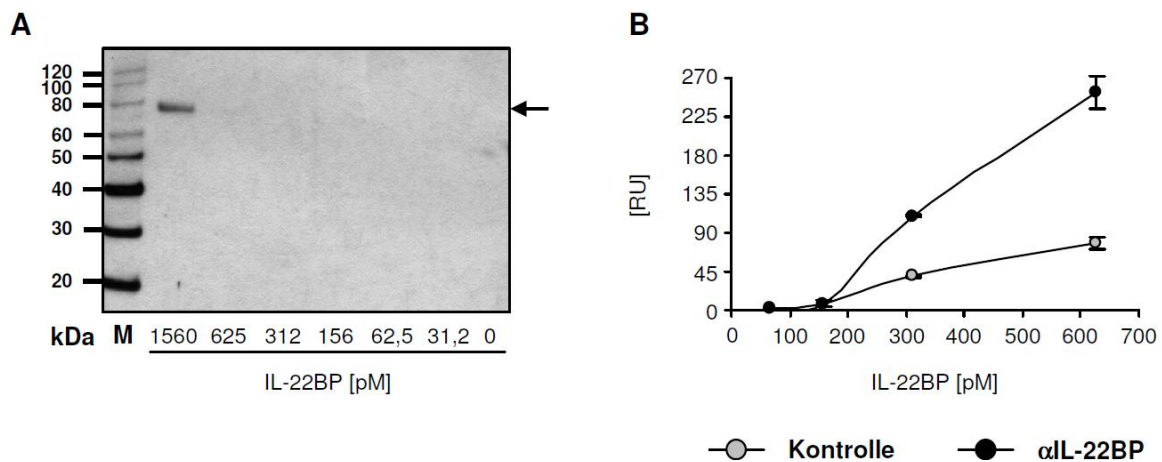 A
120
100
80
60
50
40
30
20
kDa M 1560 625 312 156 62,5 31,2 0
IL-22BP [pM]
B
270
225
180
135
90
45
0
[RU]
0 100 200 300 400 500 600 700
IL-22BP [pM]
Kontrolle αIL-22BP